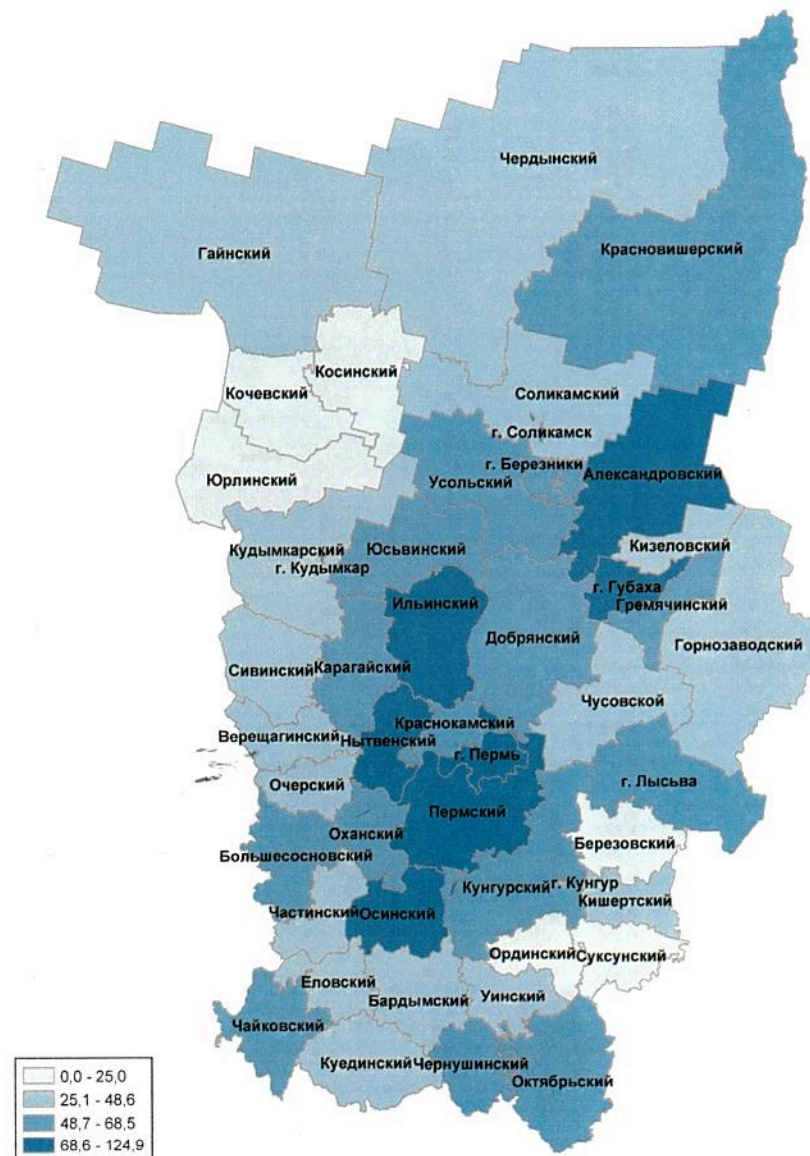 Чердынский
Красновишерский
Гайнский
Косинский
Кочевский
Соликамский
г. Соликамск
г. Березники
Александровский
Юрлинский
Усольский
Кудымкарский
г. Кудымкар
Юсьвинский
Кизеловский
г. Губаха
Гремячинский
Ильинский
Добрянский
Горнозаводский
Сивинский
Карагайский
Чусовской
Краснокамский
Верещагинский
Нытвенский
г. Пермь
Очерский
г. Лысьва
Пермский
Оханский
Березовский
Большесосновский
Кунгурский
г. Кунгур
Кишертский
Частинский
Осинский
Ординский
Суксунский
Еловский
Бардымский
Уинский
Чайковский
Куединский
Чернушинский
Октябрьский
0,0 - 25,0
25,1 - 48,6
48,7 - 68,5
68,6 - 124,9